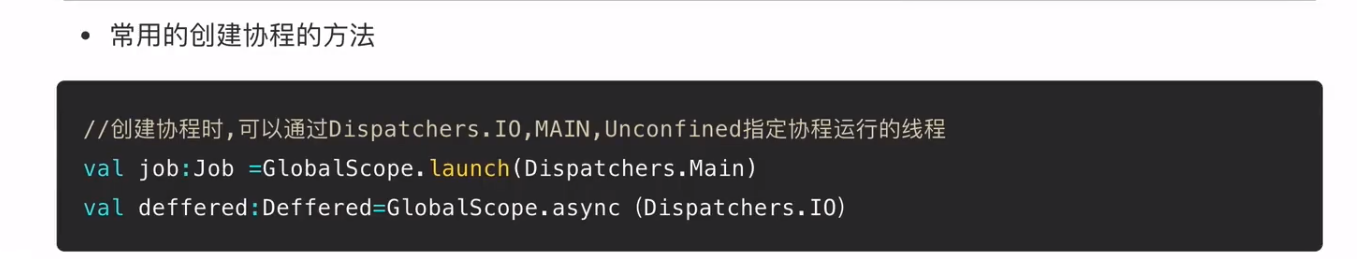 • 常用的创建协程的方法
//创建协程时,可以通过Dispatchers.IO,MAIN,Unconfined指定协程运行的线程
val job:Job =GlobalScope.launch(Dispatchers.Main)
val deffered:Deffered=GlobalScope.async（Dispatchers.IO）